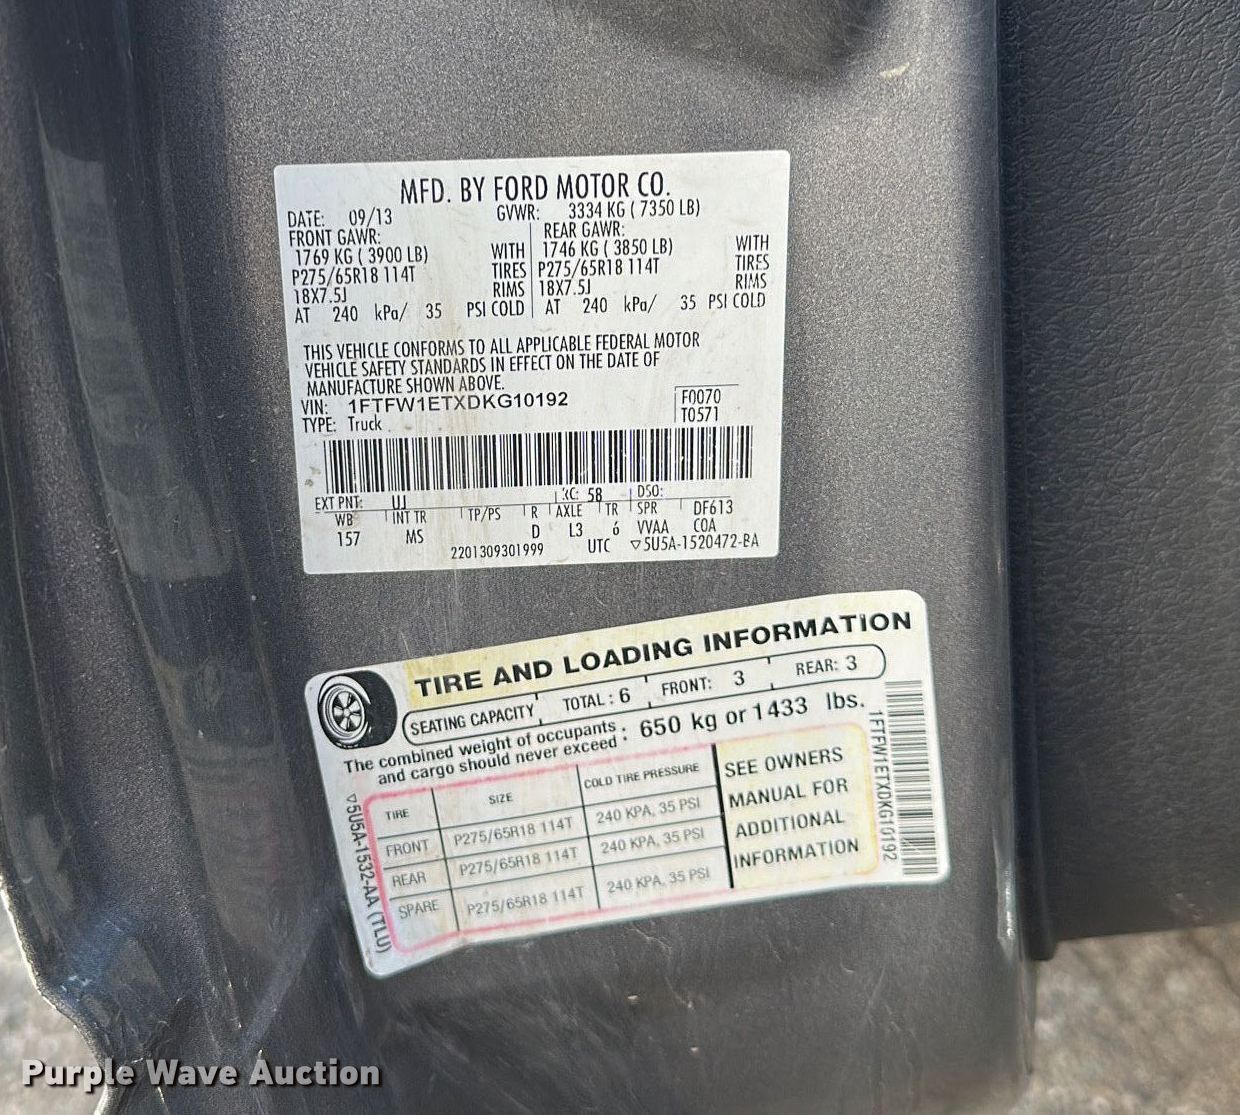 MFD. BY FORD MOTOR CO.
DATE: 09/13 GVWR: 3334 KG ( 7350 LB)
FRONT GAWR: REAR GAWR:
1769 KG ( 3900 LB) WITH 1746 KG ( 3850 LB) WITH
P275/65R18 114T TIRES P275/65R18 114T TIRES
18X7.5J RIMS 18X7.5J RIMS
AT 240 kPa/ 35 PSI COLD AT 240 kPa/ 35 PSI COLD
THIS VEHICLE CONFORMS TO ALL APPLICABLE FEDERAL MOTOR
VEHICLE SAFETY STANDARDS IN EFFECT ON THE DATE OF
MANUFACTURE SHOWN ABOVE.
VIN: 1FTFW1ETXDKG10192 F0070
TYPE: Truck T0571
EXT PNT: UJ RC: 58 DSO:
WB INT TR TP/PS R AXLE TR SPR DF613
157 MS D L3 6 VVAA COA
2201309301999 UTC ▽5U5A-1520472-BA
TIRE AND LOADING INFORMATION
SEATING CAPACITY TOTAL : 6 FRONT: 3 REAR: 3
The combined weight of occupants
and cargo should never exceed : 650 kg or 1433 lbs.
TIRE SIZE COLD TIRE PRESSURE
FRONT P275/65R18 114T 240 KPA, 35 PSI
REAR P275/65R18 114T 240 KPA, 35 PSI
SPARE P275/65R18 114T 240 KPA, 35 PSI
SEE OWNERS
MANUAL FOR
ADDITIONAL
INFORMATION
▽5U5A-1532-AA (TLU)
1FTFW1ETXDKG10192
Purple Wave Auction